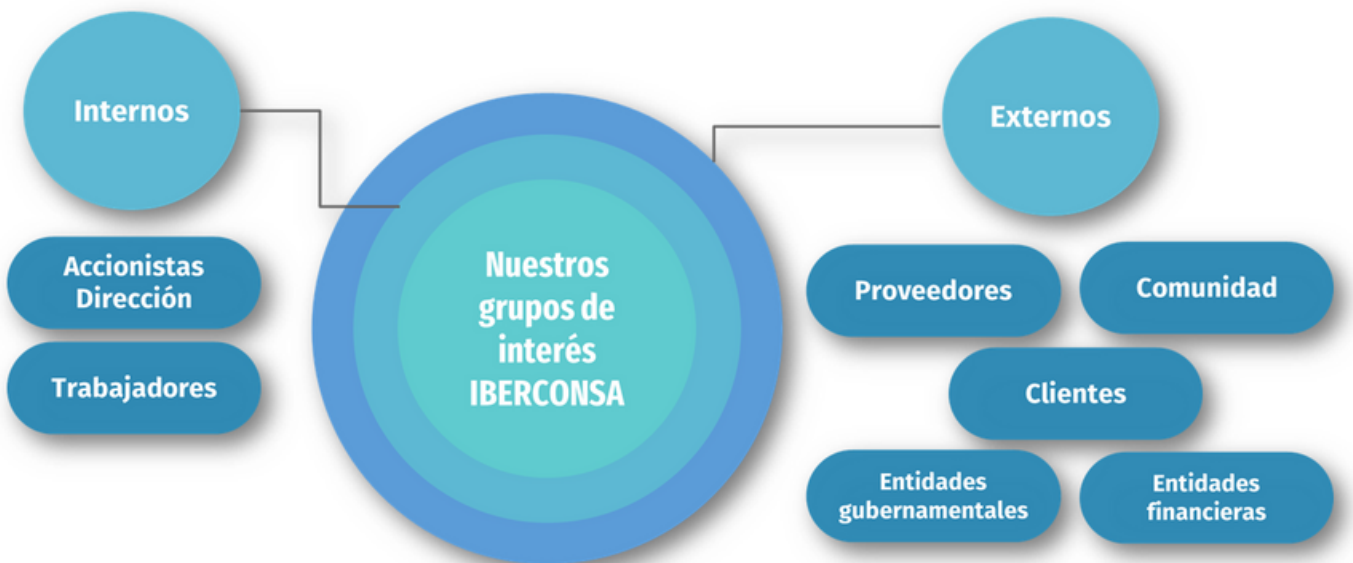 Internos
Accionistas
Dirección
Trabajadores
Nuestros
grupos de
interés
IBERCONSA
Externos
Proveedores
Comunidad
Clientes
Entidades
gubernamentales
Entidades
financieras